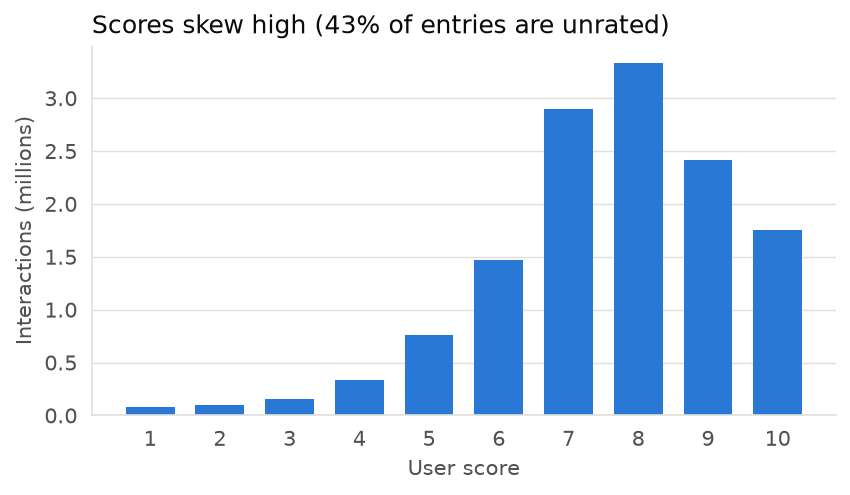 Scores skew high (43% of entries are unrated)
Interactions (millions)
3.0
2.5
2.0
1.5
1.0
0.5
0.0
1 2 3 4 5 6 7 8 9 10
User score